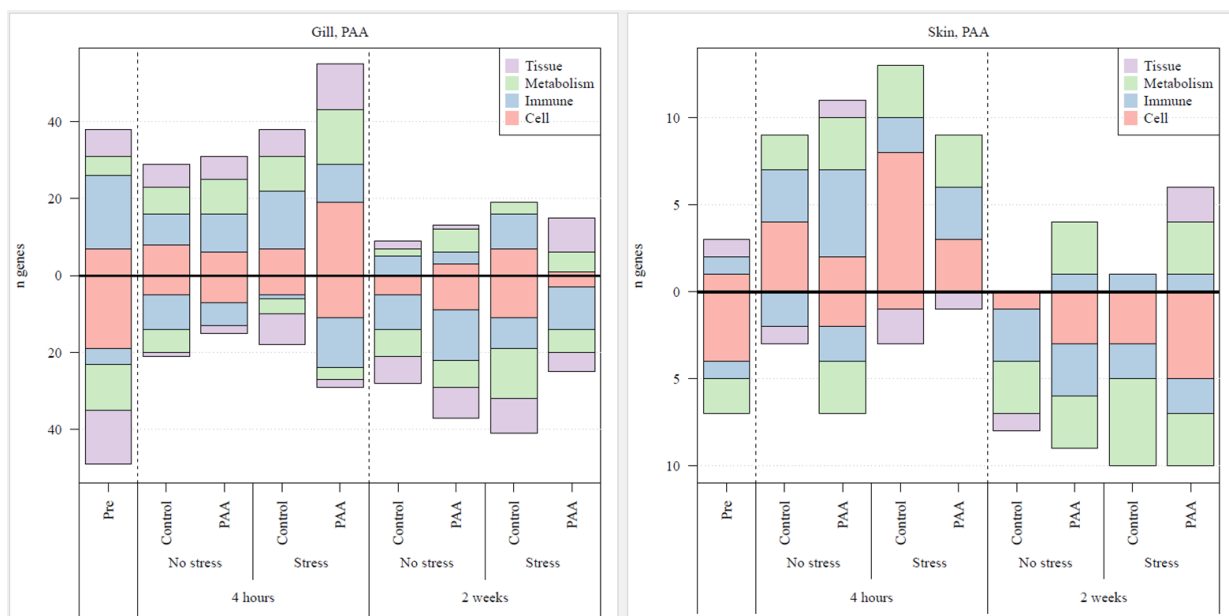 Gill, PAA
Tissue
Metabolism
Immune
Cell
n genes
40
20
0
20
40
Pre
Control
PAA
Control
PAA
Control
PAA
Control
PAA
No stress
Stress
No stress
Stress
4 hours
2 weeks
Skin, PAA
Tissue
Metabolism
Immune
Cell
n genes
10
5
0
5
10
Pre
Control
PAA
Control
PAA
Control
PAA
Control
PAA
No stress
Stress
No stress
Stress
4 hours
2 weeks